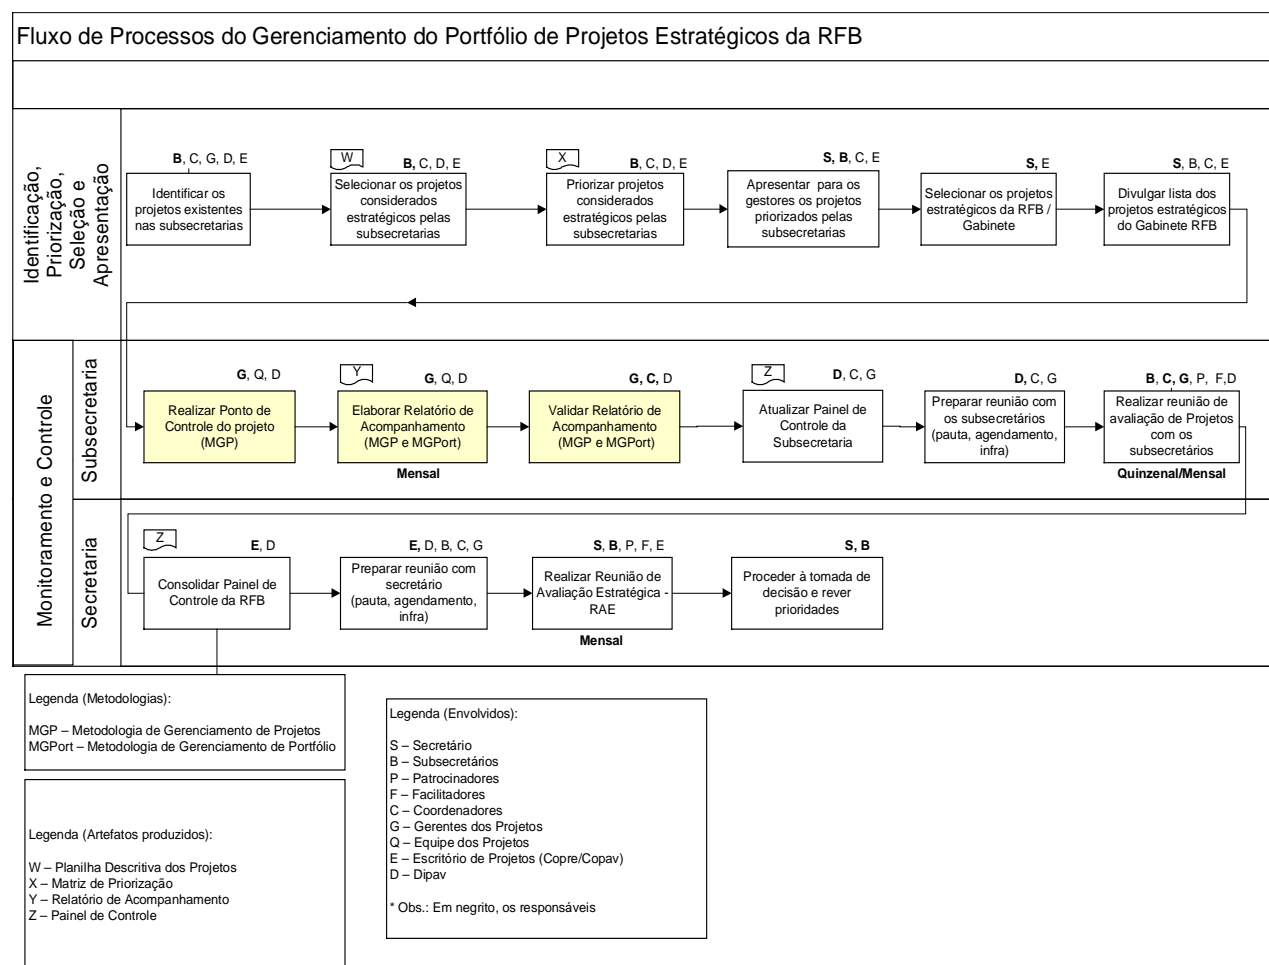 Fluxo de Processos do Gerenciamento do Portfólio de Projetos Estratégicos da RFB
Identificação,
Priorização,
Seleção e
Apresentação
B, C, G, D, E
Identificar os
projetos existentes
nas subsecretarias
W
B, C, D, E
Selecionar os projetos
considerados
estratégicos pelas
subsecretarias
X
B, C, D, E
Priorizar projetos
considerados
estratégicos pelas
subsecretarias
S, B, C, E
Apresentar para os
gestores os projetos
priorizados pelas
subsecretarias
S, E
Selecionar os projetos
estratégicos da RFB /
Gabinete
S, B, C, E
Divulgar lista dos
projetos estratégicos
do Gabinete RFB
Monitoramento e Controle
Subsecretaria
G, Q, D
Realizar Ponto de
Controle do projeto
(MGP)
Y
G, Q, D
Elaborar Relatório de
Acompanhamento
(MGP e MGPort)
Mensal
G, C, D
Validar Relatório de
Acompanhamento
(MGP e MGPort)
Z
D, C, G
Atualizar Painel de
Controle da
Subsecretaria
D, C, G
Preparar reunião com
os subsecretários
(pauta, agendamento,
infra)
B, C, G, P, F,D
Realizar reunião de
avaliação de Projetos
com os
subsecretários
Quinzenal/Mensal
Secretaria
Z
E, D
Consolidar Painel de
Controle da RFB
E, D, B, C, G
Preparar reunião com
secretário
(pauta, agendamento,
infra)
S, B, P, F, E
Realizar Reunião de
Avaliação Estratégica -
RAE
Mensal
S, B
Proceder à tomada de
decisão e rever
prioridades
Legenda (Metodologias):
MGP – Metodologia de Gerenciamento de Projetos
MGPort – Metodologia de Gerenciamento de Portfólio
Legenda (Artefatos produzidos):
W – Planilha Descritiva dos Projetos
X – Matriz de Priorização
Y – Relatório de Acompanhamento
Z – Painel de Controle
Legenda (Envolvidos):
S – Secretário
B – Subsecretários
P – Patrocinadores
F – Facilitadores
C – Coordenadores
G – Gerentes dos Projetos
Q – Equipe dos Projetos
E – Escritório de Projetos (Copre/Copav)
D – Dipav
* Obs.: Em negrito, os responsáveis